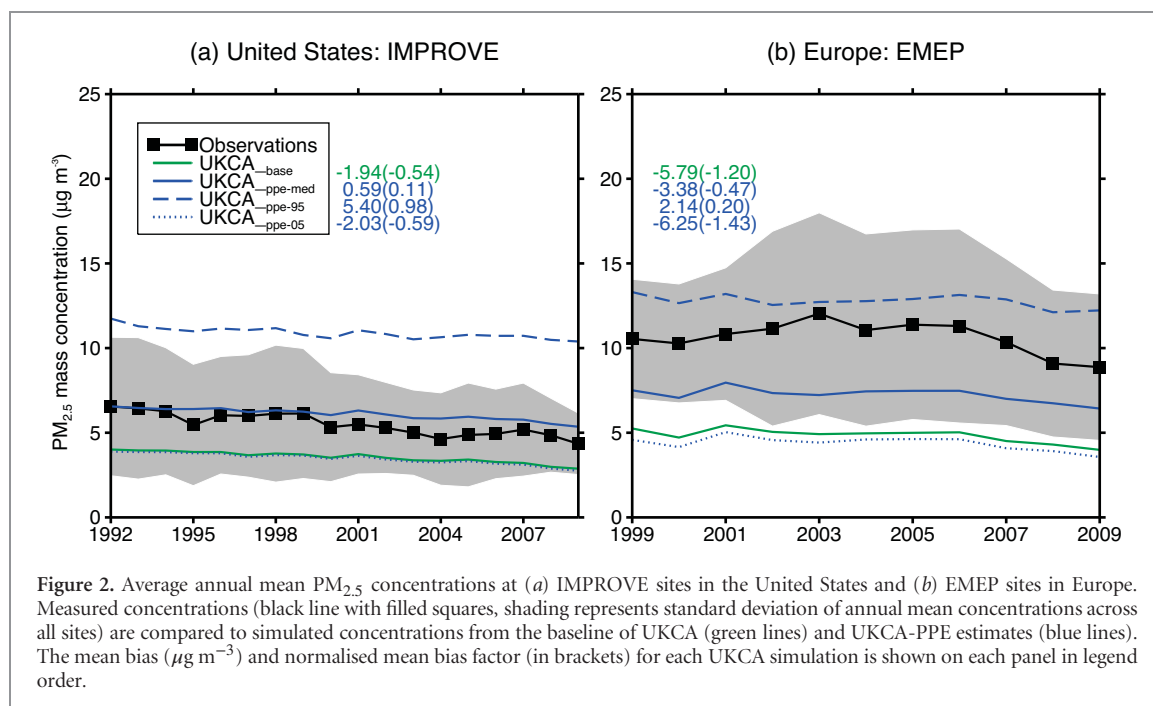 (a) United States: IMPROVE
(b) Europe: EMEP
PM2.5 mass concentration (µg m-3)
25
20
15
10
5
0
Observations
UKCA_base
UKCA_ppe-med
UKCA_ppe-95
UKCA_ppe-05
-1.94(-0.54)
0.59(0.11)
5.40(0.98)
-2.03(-0.59)
1992 1995 1998 2001 2004 2007
25
20
15
10
5
0
-5.79(-1.20)
-3.38(-0.47)
2.14(0.20)
-6.25(-1.43)
1999 2001 2003 2005 2007 2009
Figure 2. Average annual mean PM2.5 concentrations at (a) IMPROVE sites in the United States and (b) EMEP sites in Europe.
Measured concentrations (black line with filled squares, shading represents standard deviation of annual mean concentrations across
all sites) are compared to simulated concentrations from the baseline of UKCA (green lines) and UKCA-PPE estimates (blue lines).
The mean bias (µg m−3) and normalised mean bias factor (in brackets) for each UKCA simulation is shown on each panel in legend
order.